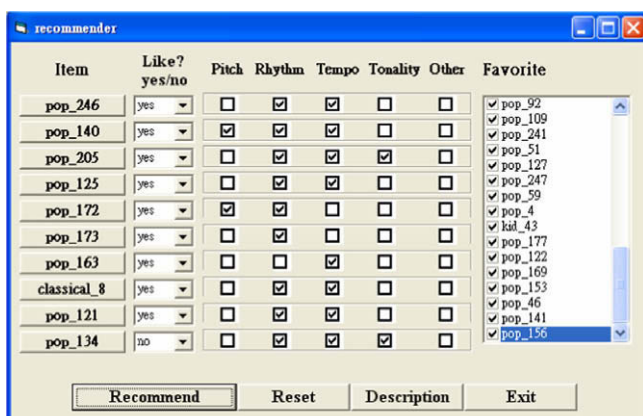 recommender
Item Like? yes/no Pitch Rhythm Tempo Tonality Other Favorite
pop_246 yes
pop_140 yes
pop_205 yes
pop_125 yes
pop_172 yes
pop_173 yes
pop_163 yes
classical_8 yes
pop_121 yes
pop_134 no
pop_92
pop_109
pop_241
pop_51
pop_127
pop_247
pop_59
pop_4
kid_43
pop_177
pop_122
pop_169
pop_153
pop_46
pop_141
pop_156
Recommend Reset Description Exit